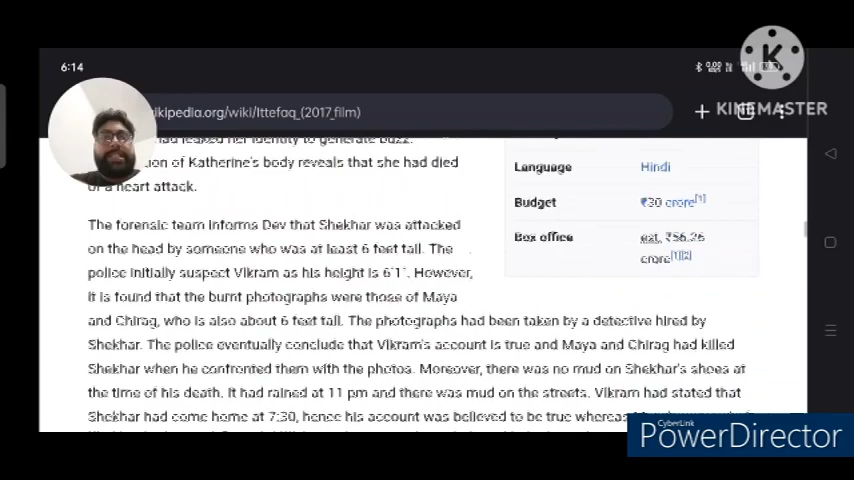 6:14
K
KINEMASTER
kipedia.org/wiki/Ittefaq_(2017_film)
had leaked her identity to generate buzz.
tion of Katherine's body reveals that she had died
of a heart attack.
Language Hindi
Budget ₹30 crore[1]
Box office est. ₹56.26
crore[1][2]
The forensic team informs Dev that Shekhar was attacked
on the head by someone who was at least 6 feet tall. The
police initially suspect Vikram as his height is 6'1". However,
it is found that the burnt photographs were those of Maya
and Chirag, who is also about 6 feet tall. The photographs had been taken by a detective hired by
Shekhar. The police eventually conclude that Vikram's account is true and Maya and Chirag had killed
Shekhar when he confronted them with the photos. Moreover, there was no mud on Shekhar's shoes at
the time of his death. It had rained at 11 pm and there was mud on the streets. Vikram had stated that
Shekhar had come home at 7:30, hence his account was believed to be true whereas
CyberLink
PowerDirector